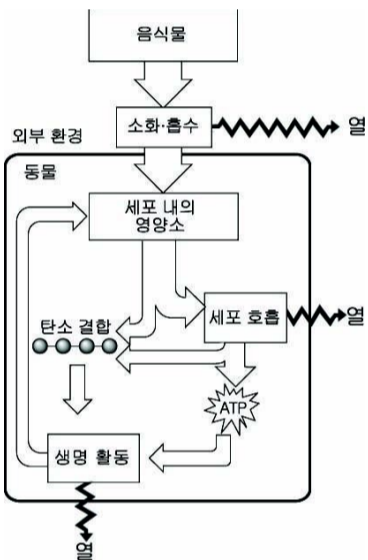 음식물
소화·흡수
열
외부 환경
동물
세포 내의
영양소
탄소 결합
세포 호흡
열
ATP
생명 활동
열